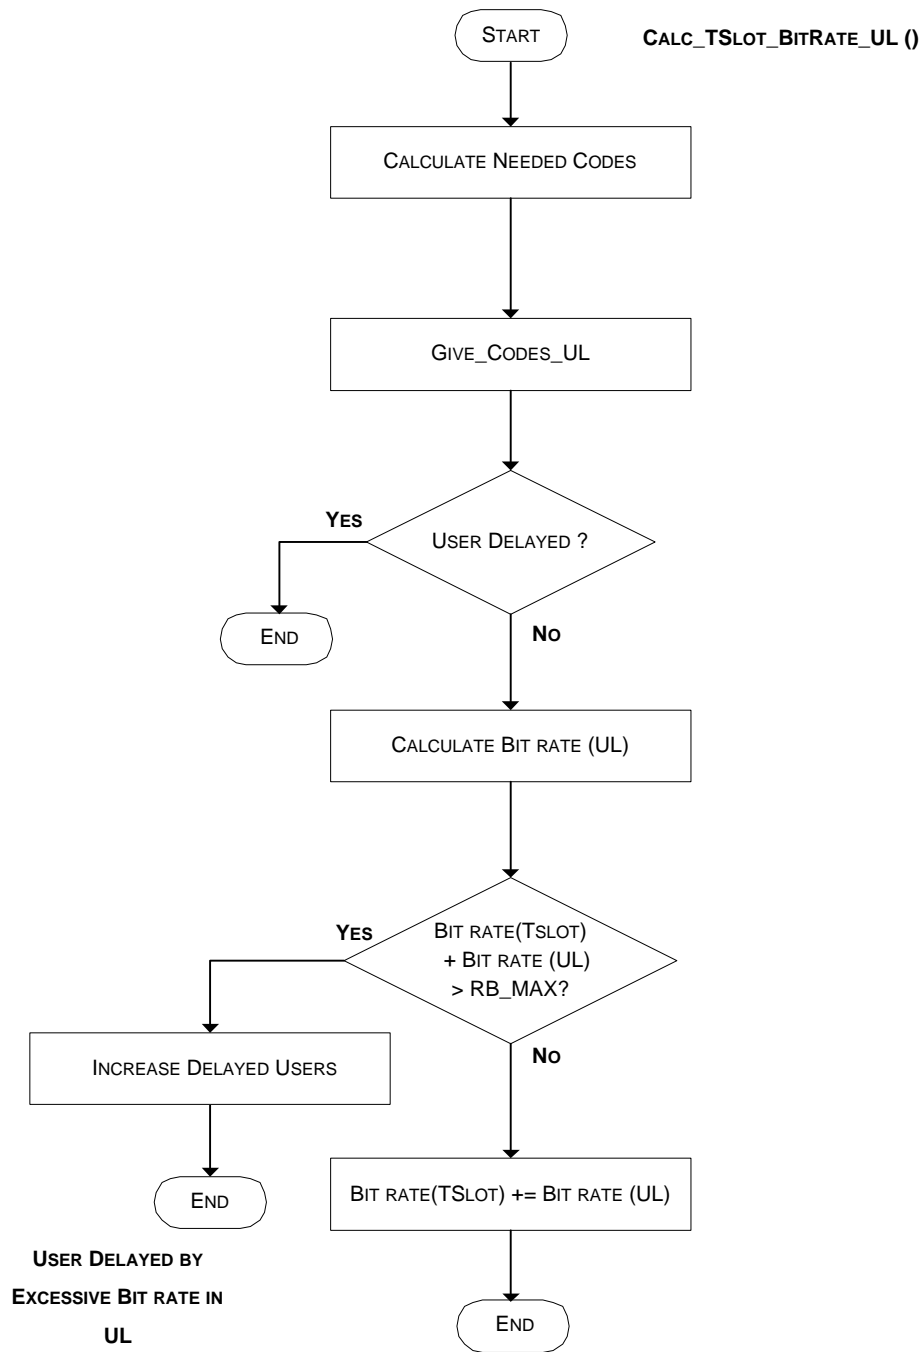 START
CALC_TSLOT_BITRATE_UL ()
CALCULATE NEEDED CODES
GIVE_CODES_UL
YES
USER DELAYED ?
END
NO
CALCULATE BIT RATE (UL)
YES
BIT RATE(TSLOT)
+ BIT RATE (UL)
> RB_MAX?
INCREASE DELAYED USERS
NO
END
BIT RATE(TSLOT) += BIT RATE (UL)
USER DELAYED BY
EXCESSIVE BIT RATE IN
UL
END